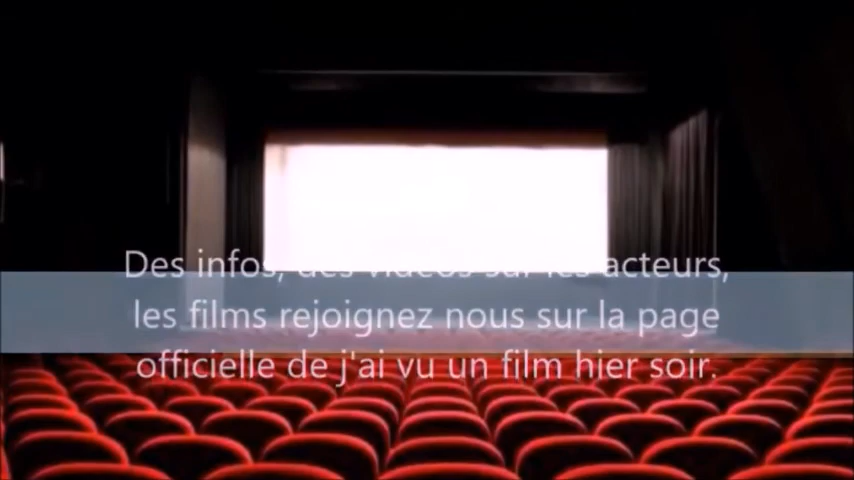 Des infos, des vidéos sur les acteurs,
les films rejoignez nous sur la page
officielle de j'ai vu un film hier soir.